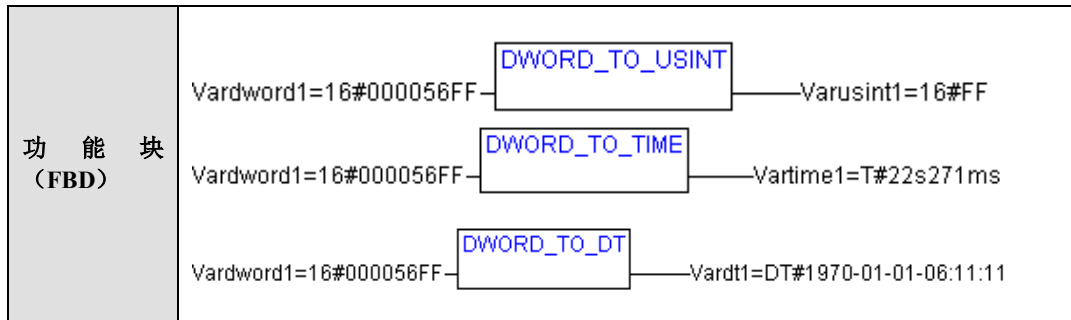 功能块
（FBD）
DWORD_TO_USINT
Vardword1=16#000056FF
Varusint1=16#FF
DWORD_TO_TIME
Vardword1=16#000056FF
Vartime1=T#22s271ms
DWORD_TO_DT
Vardword1=16#000056FF
Vardt1=DT#1970-01-01-06:11:11